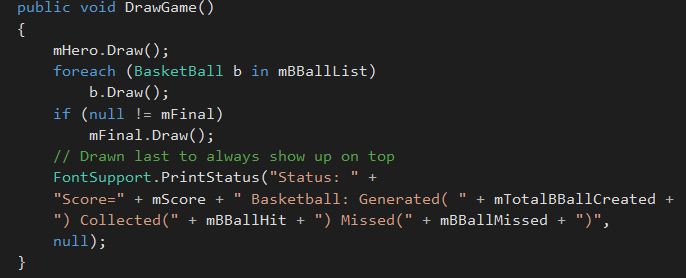 public void DrawGame()
{
mHero.Draw();
foreach (BasketBall b in mBBallList)
b.Draw();
if (null != mFinal)
mFinal.Draw();
// Drawn last to always show up on top
FontSupport.PrintStatus("Status: " +
"Score=" + mScore + " Basketball: Generated( " + mTotalBBallCreated +
") Collected(" + mBBallHit + ") Missed(" + mBBallMissed + ")",
null);
}